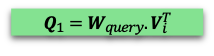 Q₁ = W_query.V_i^T